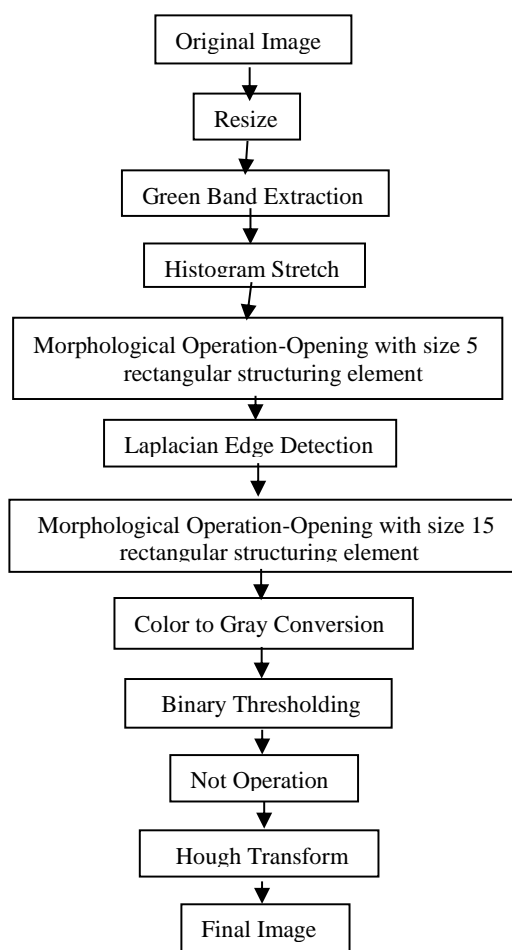 Original Image
Resize
Green Band Extraction
Histogram Stretch
Morphological Operation-Opening with size 5
rectangular structuring element
Laplacian Edge Detection
Morphological Operation-Opening with size 15
rectangular structuring element
Color to Gray Conversion
Binary Thresholding
Not Operation
Hough Transform
Final Image